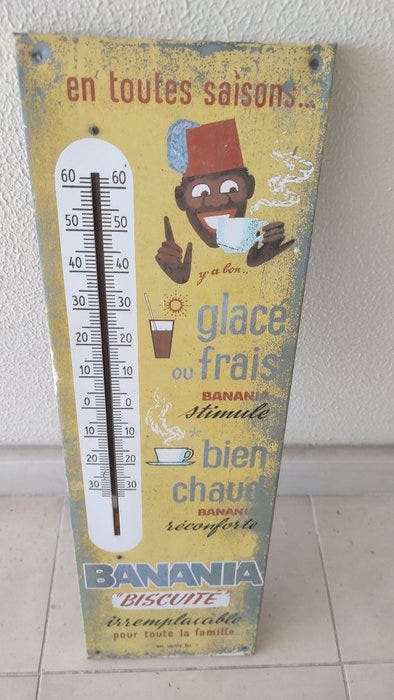 en toutes saisons...
60 60
50 50
40 40
30 30
20 20
10 10
0 0
10 10
20 20
30 30
y'a bon..
glacé
ou frais
BANANIA
stimule
bien
chaud
BANANIA
réconforte
BANANIA
"BISCUITÉ"
irremplaçable
pour toute la famille